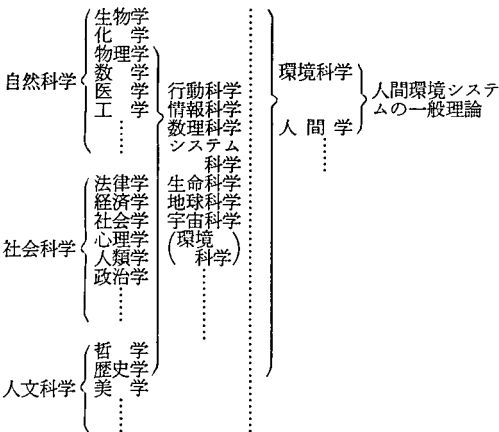 自然科学
生物学
化学
物理学
数学
医学
工学
……
社会科学
法律学
経済学
社会学
心理学
人類学
政治学
……
人文科学
哲学
歴史学
美学
……
行動科学
情報科学
数理科学
システム
科学
生命科学
地球科学
宇宙科学
(環境
科学)
……
環境科学
人間学
……
人間環境システ
ムの一般理論